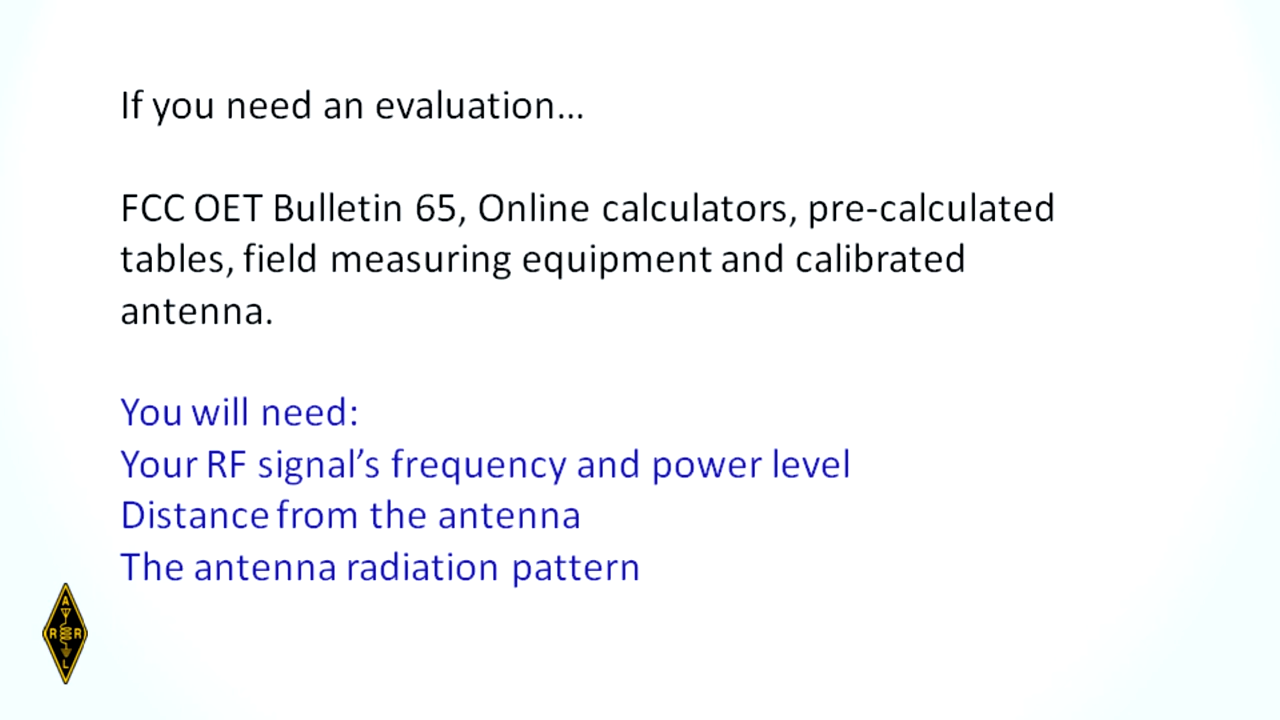 If you need an evaluation...
FCC OET Bulletin 65, Online calculators, pre-calculated
tables, field measuring equipment and calibrated
antenna.
You will need:
Your RF signal’s frequency and power level
Distance from the antenna
The antenna radiation pattern
A
R R
L